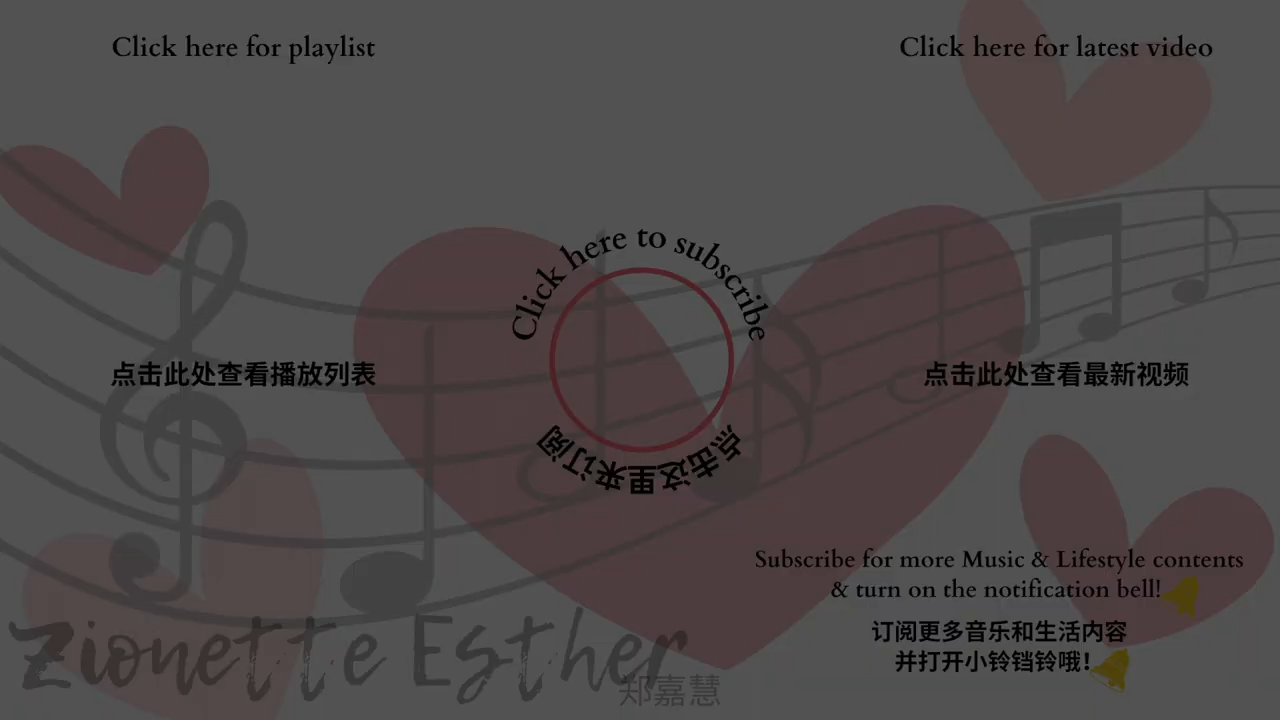 Click here for playlist
Click here for latest video
Click here to subscribe
点击此处查看播放列表
点击此处查看最新视频
点击这里来订阅
Subscribe for more Music & Lifestyle contents
& turn on the notification bell!
订阅更多音乐和生活内容
并打开小铃铛铃哦!
Zionette Esther
郑嘉慧